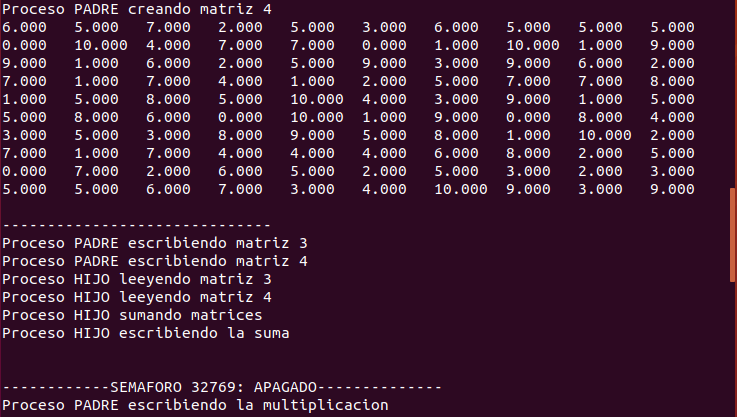 Proceso PADRE creando matriz 4
6.000 5.000 7.000 2.000 5.000 3.000 6.000 5.000 5.000 5.000
0.000 10.000 4.000 7.000 7.000 0.000 1.000 10.000 1.000 9.000
9.000 1.000 6.000 2.000 5.000 9.000 3.000 9.000 6.000 2.000
7.000 1.000 7.000 4.000 1.000 2.000 5.000 7.000 7.000 8.000
1.000 5.000 8.000 5.000 10.000 4.000 3.000 9.000 1.000 5.000
5.000 8.000 6.000 0.000 10.000 1.000 9.000 0.000 8.000 4.000
3.000 5.000 3.000 8.000 9.000 5.000 8.000 1.000 10.000 2.000
7.000 1.000 7.000 4.000 4.000 4.000 6.000 8.000 2.000 5.000
0.000 7.000 2.000 6.000 5.000 2.000 5.000 3.000 2.000 3.000
5.000 5.000 6.000 7.000 3.000 4.000 10.000 9.000 3.000 9.000
------------------------------
Proceso PADRE escribiendo matriz 3
Proceso PADRE escribiendo matriz 4
Proceso HIJO leeyendo matriz 3
Proceso HIJO leeyendo matriz 4
Proceso HIJO sumando matrices
Proceso HIJO escribiendo la suma
------------SEMAFORO 32769: APAGADO--------------
Proceso PADRE escribiendo la multiplicacion